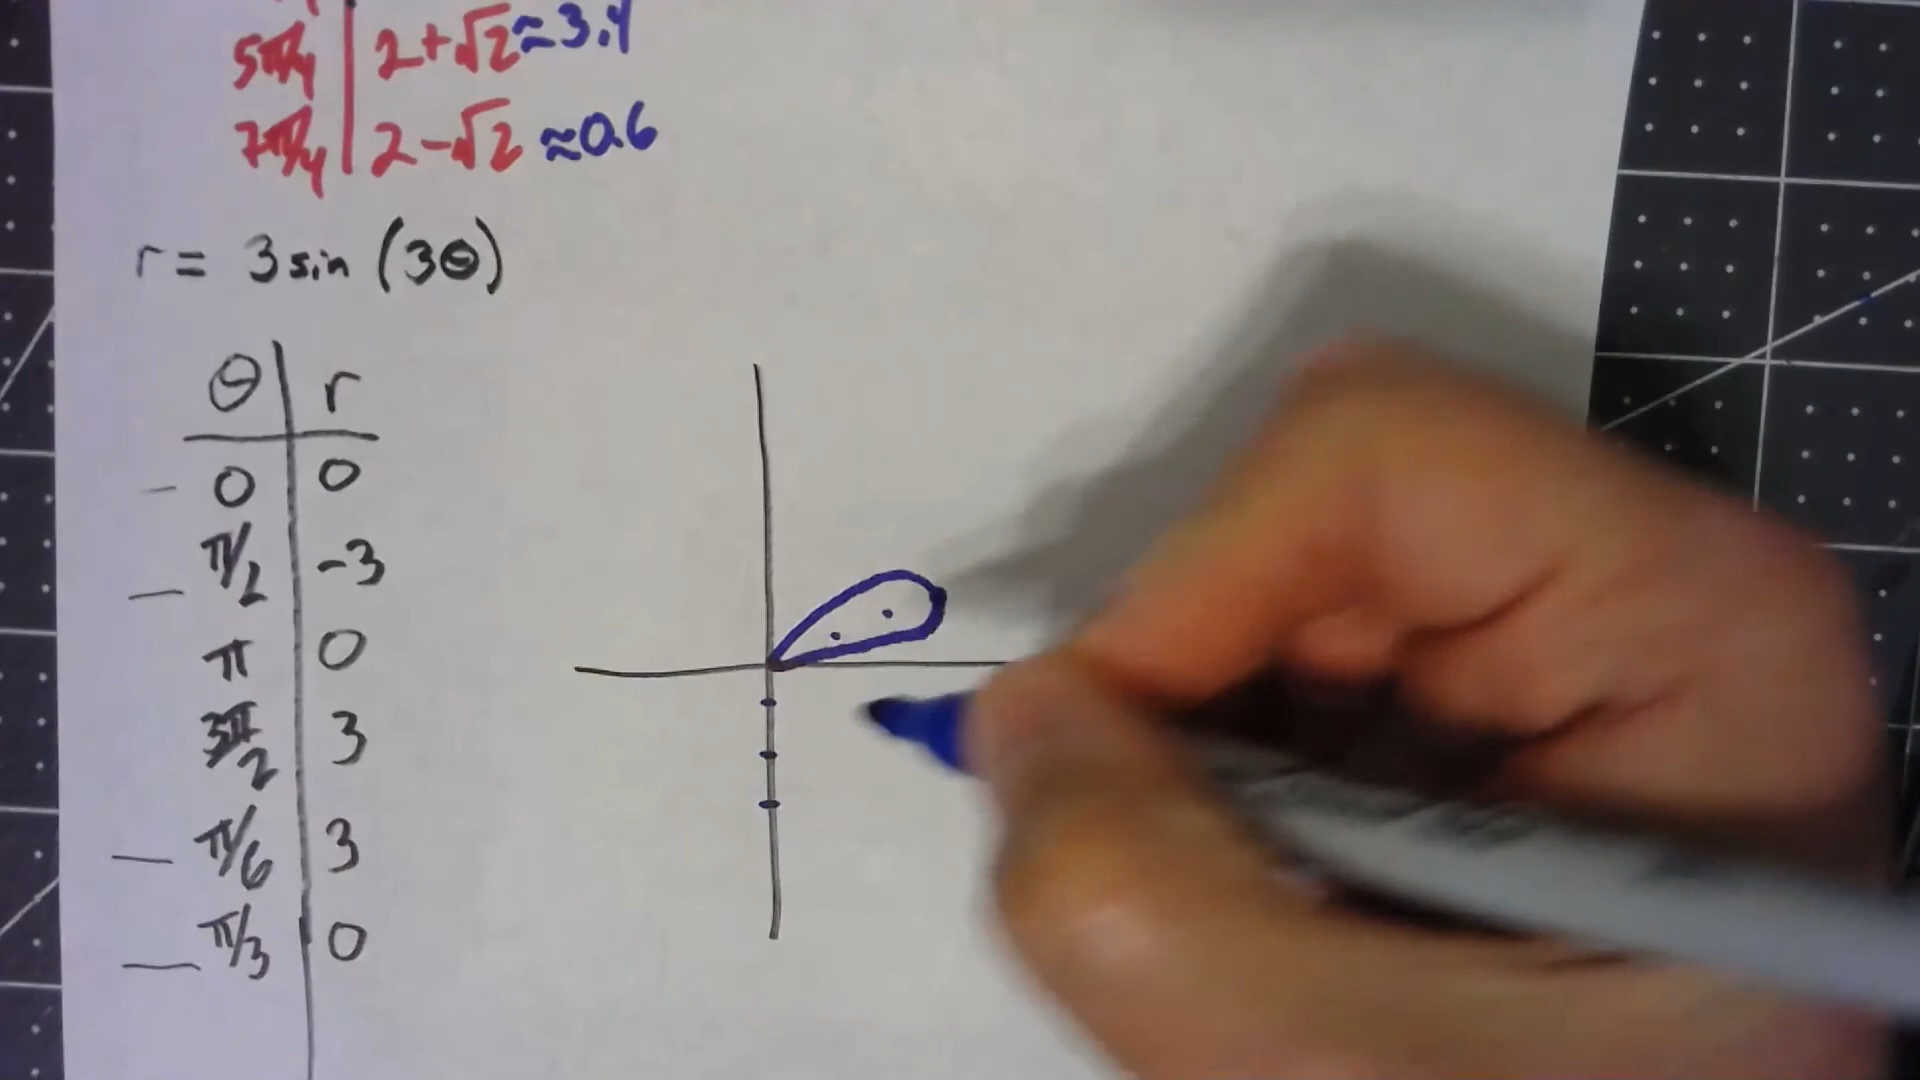 5π/4 2+√2≈3.4
7π/4 2-√2 ≈0.6
r = 3 sin (3θ)
θ r
0 0
π/2 -3
π 0
3π/2 3
π/6 3
π/3 0